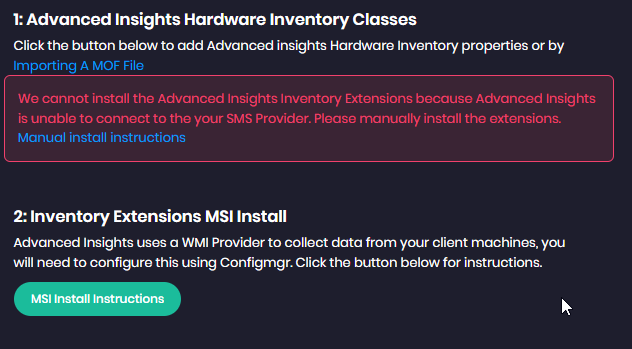 1: Advanced Insights Hardware Inventory Classes
Click the button below to add Advanced insights Hardware Inventory properties or by
Importing A MOF File
We cannot install the Advanced Insights Inventory Extensions because Advanced Insights
is unable to connect to the your SMS Provider. Please manually install the extensions.
Manual install instructions
2: Inventory Extensions MSI Install
Advanced Insights uses a WMI Provider to collect data from your client machines, you
will need to configure this using Configmgr. Click the button below for instructions.
MSI Install Instructions